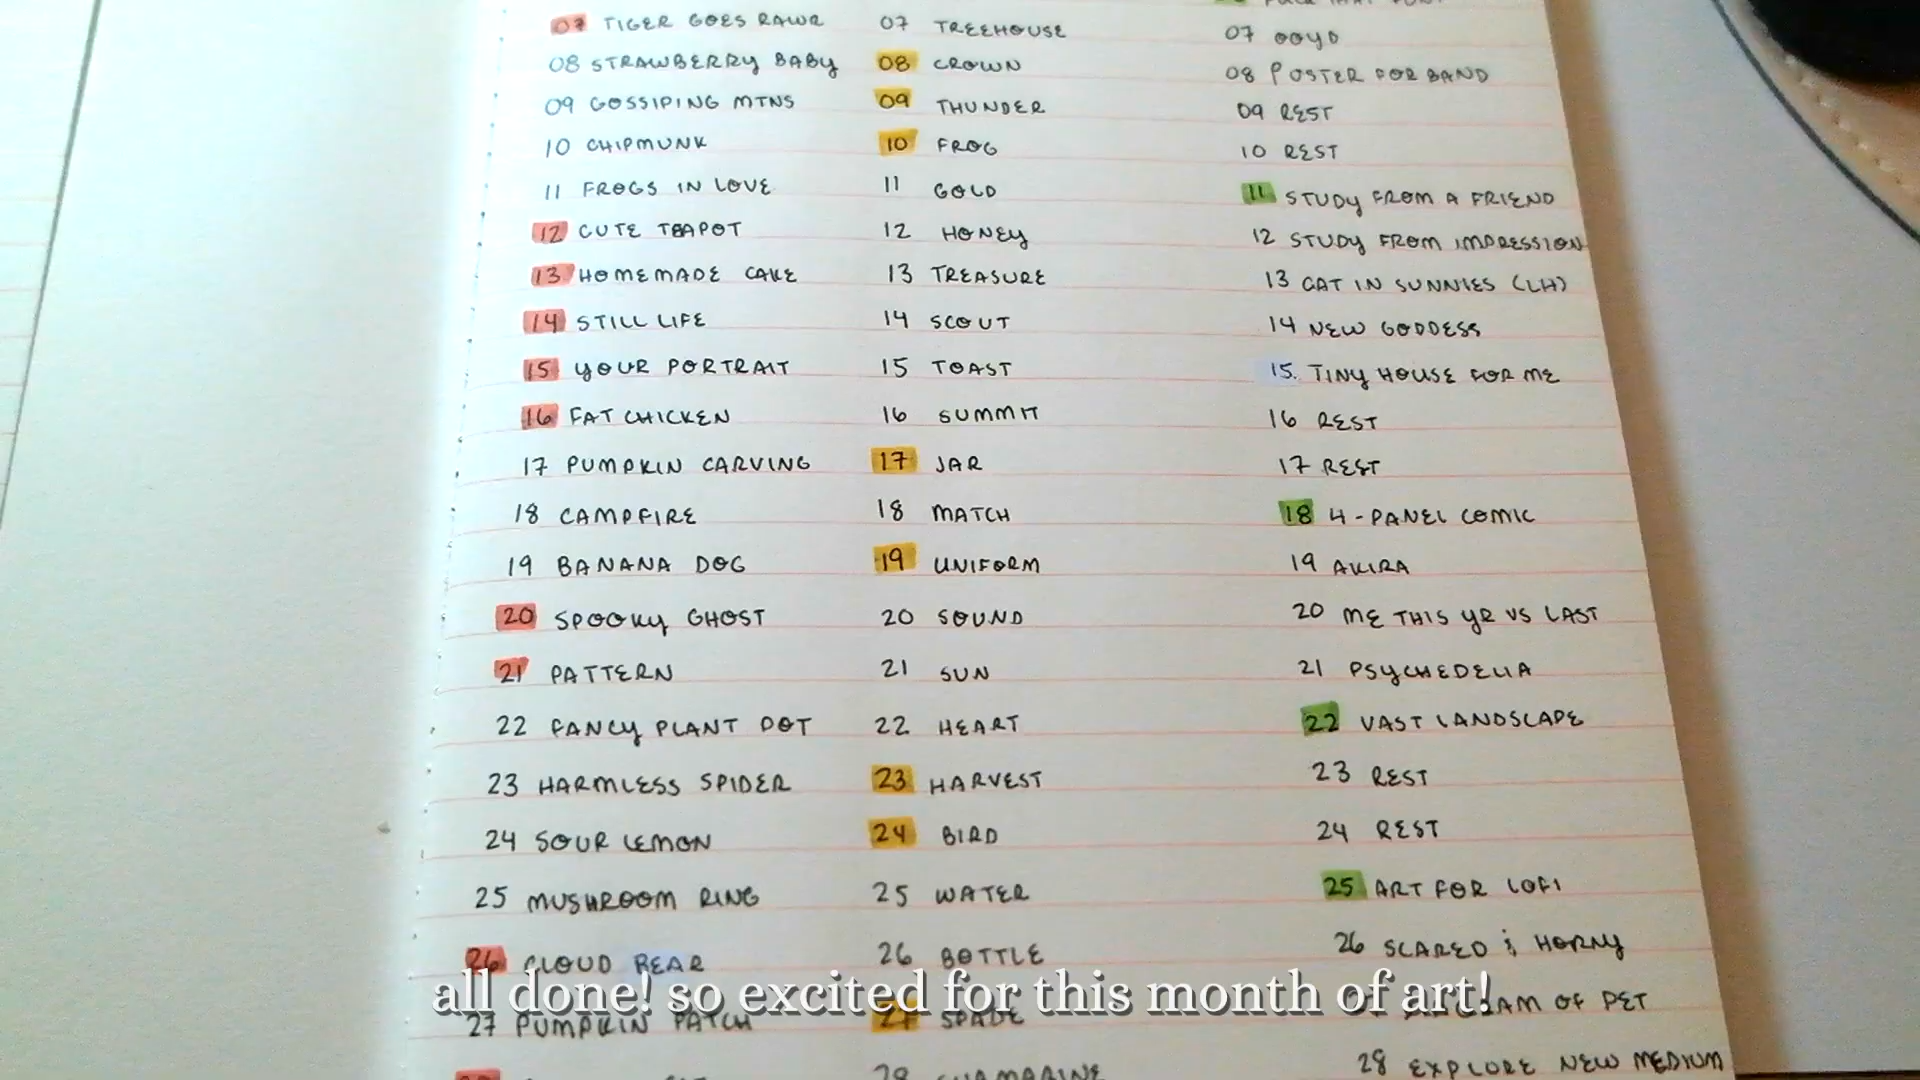 07 TIGER GOES RAWR
08 STRAWBERRY BABY
09 GOSSIPING MTNS
10 CHIPMUNK
11 FROGS IN LOVE
12 CUTE TEAPOT
13 HOMEMADE CAKE
14 STILL LIFE
15 YOUR PORTRAIT
16 FAT CHICKEN
17 PUMPKIN CARVING
18 CAMPFIRE
19 BANANA DOG
20 SPOOKY GHOST
21 PATTERN
22 FANCY PLANT POT
23 HARMLESS SPIDER
24 SOUR LEMON
25 MUSHROOM RING
26 CLOUD BEAR
27 PUMPKIN PATCH
07 TREEHOUSE
08 CROWN
09 THUNDER
10 FROG
11 GOLD
12 HONEY
13 TREASURE
14 SCOUT
15 TOAST
16 SUMMIT
17 JAR
18 MATCH
19 UNIFORM
20 SOUND
21 SUN
22 HEART
23 HARVEST
24 BIRD
25 WATER
26 BOTTLE
27 SPADE
28 SUBMARINE
07 OOYD
08 POSTER FOR BAND
09 REST
10 REST
11 STUDY FROM A FRIEND
12 STUDY FROM IMPRESSION
13 CAT IN SUNNIES (LH)
14 NEW GODDESS
15. TINY HOUSE FOR ME
16 REST
17 REST
18 4-PANEL COMIC
19 AKIRA
20 ME THIS YR VS LAST
21 PSYCHEDELIA
22 VAST LANDSCAPE
23 REST
24 REST
25 ART FOR LOFI
26 SCARED & HORNY
OF PET
28 EXPLORE NEW MEDIUM
all done! so excited for this month of art!